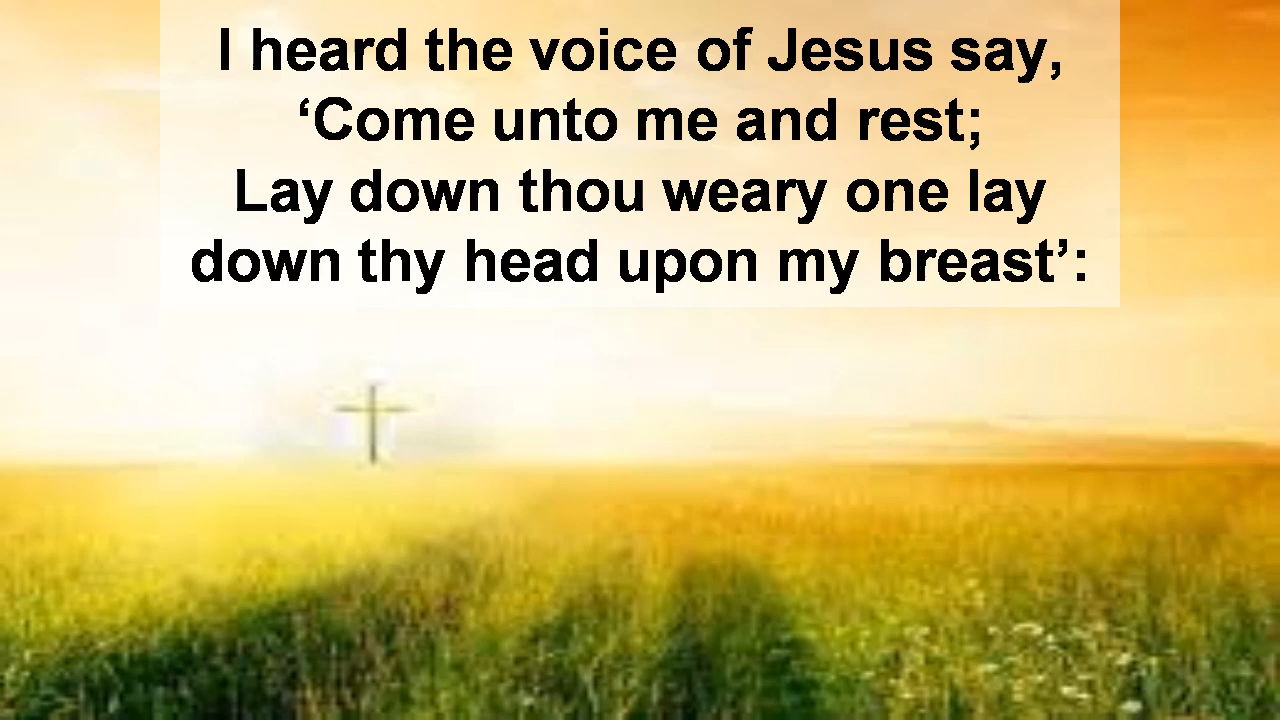 I heard the voice of Jesus say,
‘Come unto me and rest;
Lay down thou weary one lay
down thy head upon my breast’: